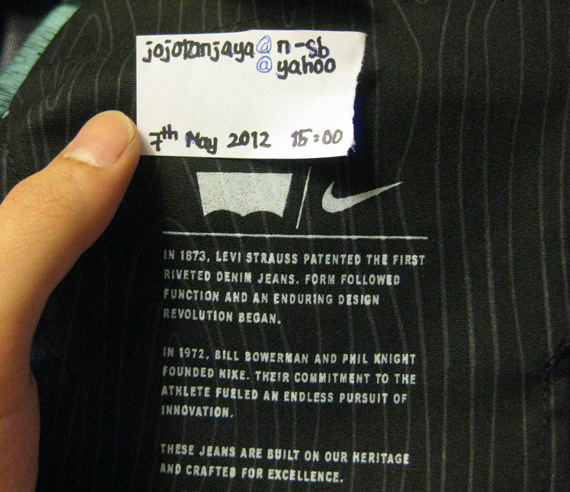 jojotanjaya@n-sb
@yahoo
7th May 2012 15:00
IN 1873, LEVI STRAUSS PATENTED THE FIRST
RIVETED DENIM JEANS. FORM FOLLOWED
FUNCTION AND AN ENDURING DESIGN
REVOLUTION BEGAN.
IN 1972, BILL BOWERMAN AND PHIL KNIGHT
FOUNDED NIKE. THEIR COMMITMENT TO THE
ATHLETE FUELED AN ENDLESS PURSUIT OF
INNOVATION.
THESE JEANS ARE BUILT ON OUR HERITAGE
AND CRAFTED FOR EXCELLENCE.